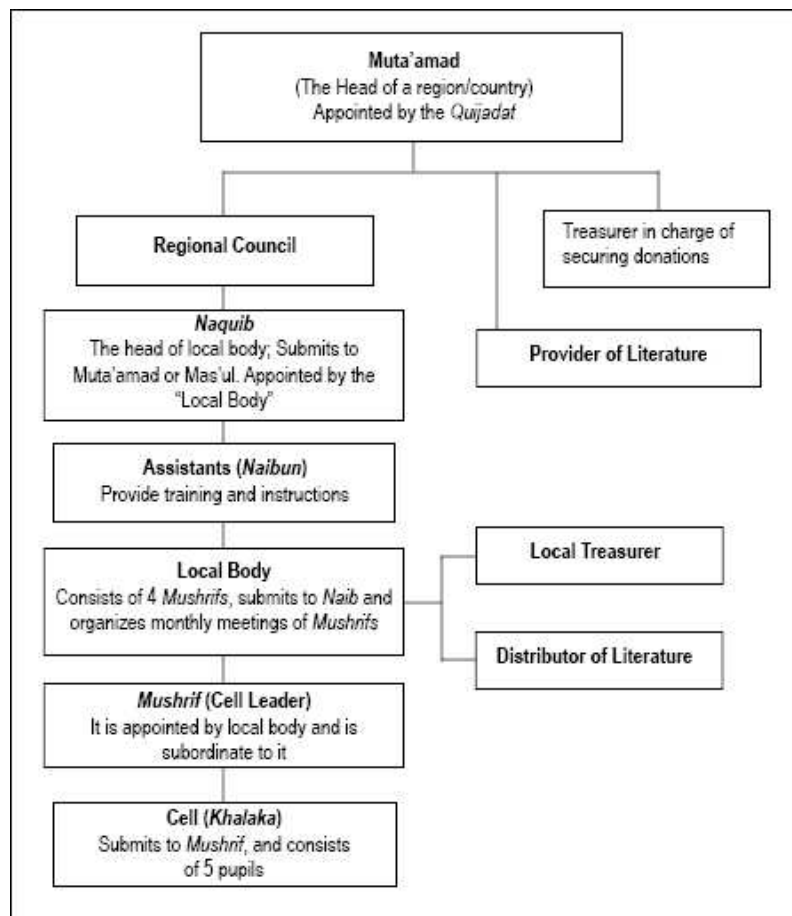 Muta’amad
(The Head of a region/country)
Appointed by the Quijadat
Regional Council
Treasurer in charge of
securing donations
Naquib
The head of local body; Submits to
Muta’amad or Mas’ul. Appointed by the
“Local Body”
Provider of Literature
Assistants (Naibun)
Provide training and instructions
Local Body
Consists of 4 Mushrifs, submits to Naib and
organizes monthly meetings of Mushrifs
Local Treasurer
Distributor of Literature
Mushrif (Cell Leader)
It is appointed by local body and is
subordinate to it
Cell (Khalaka)
Submits to Mushrif, and consists
of 5 pupils